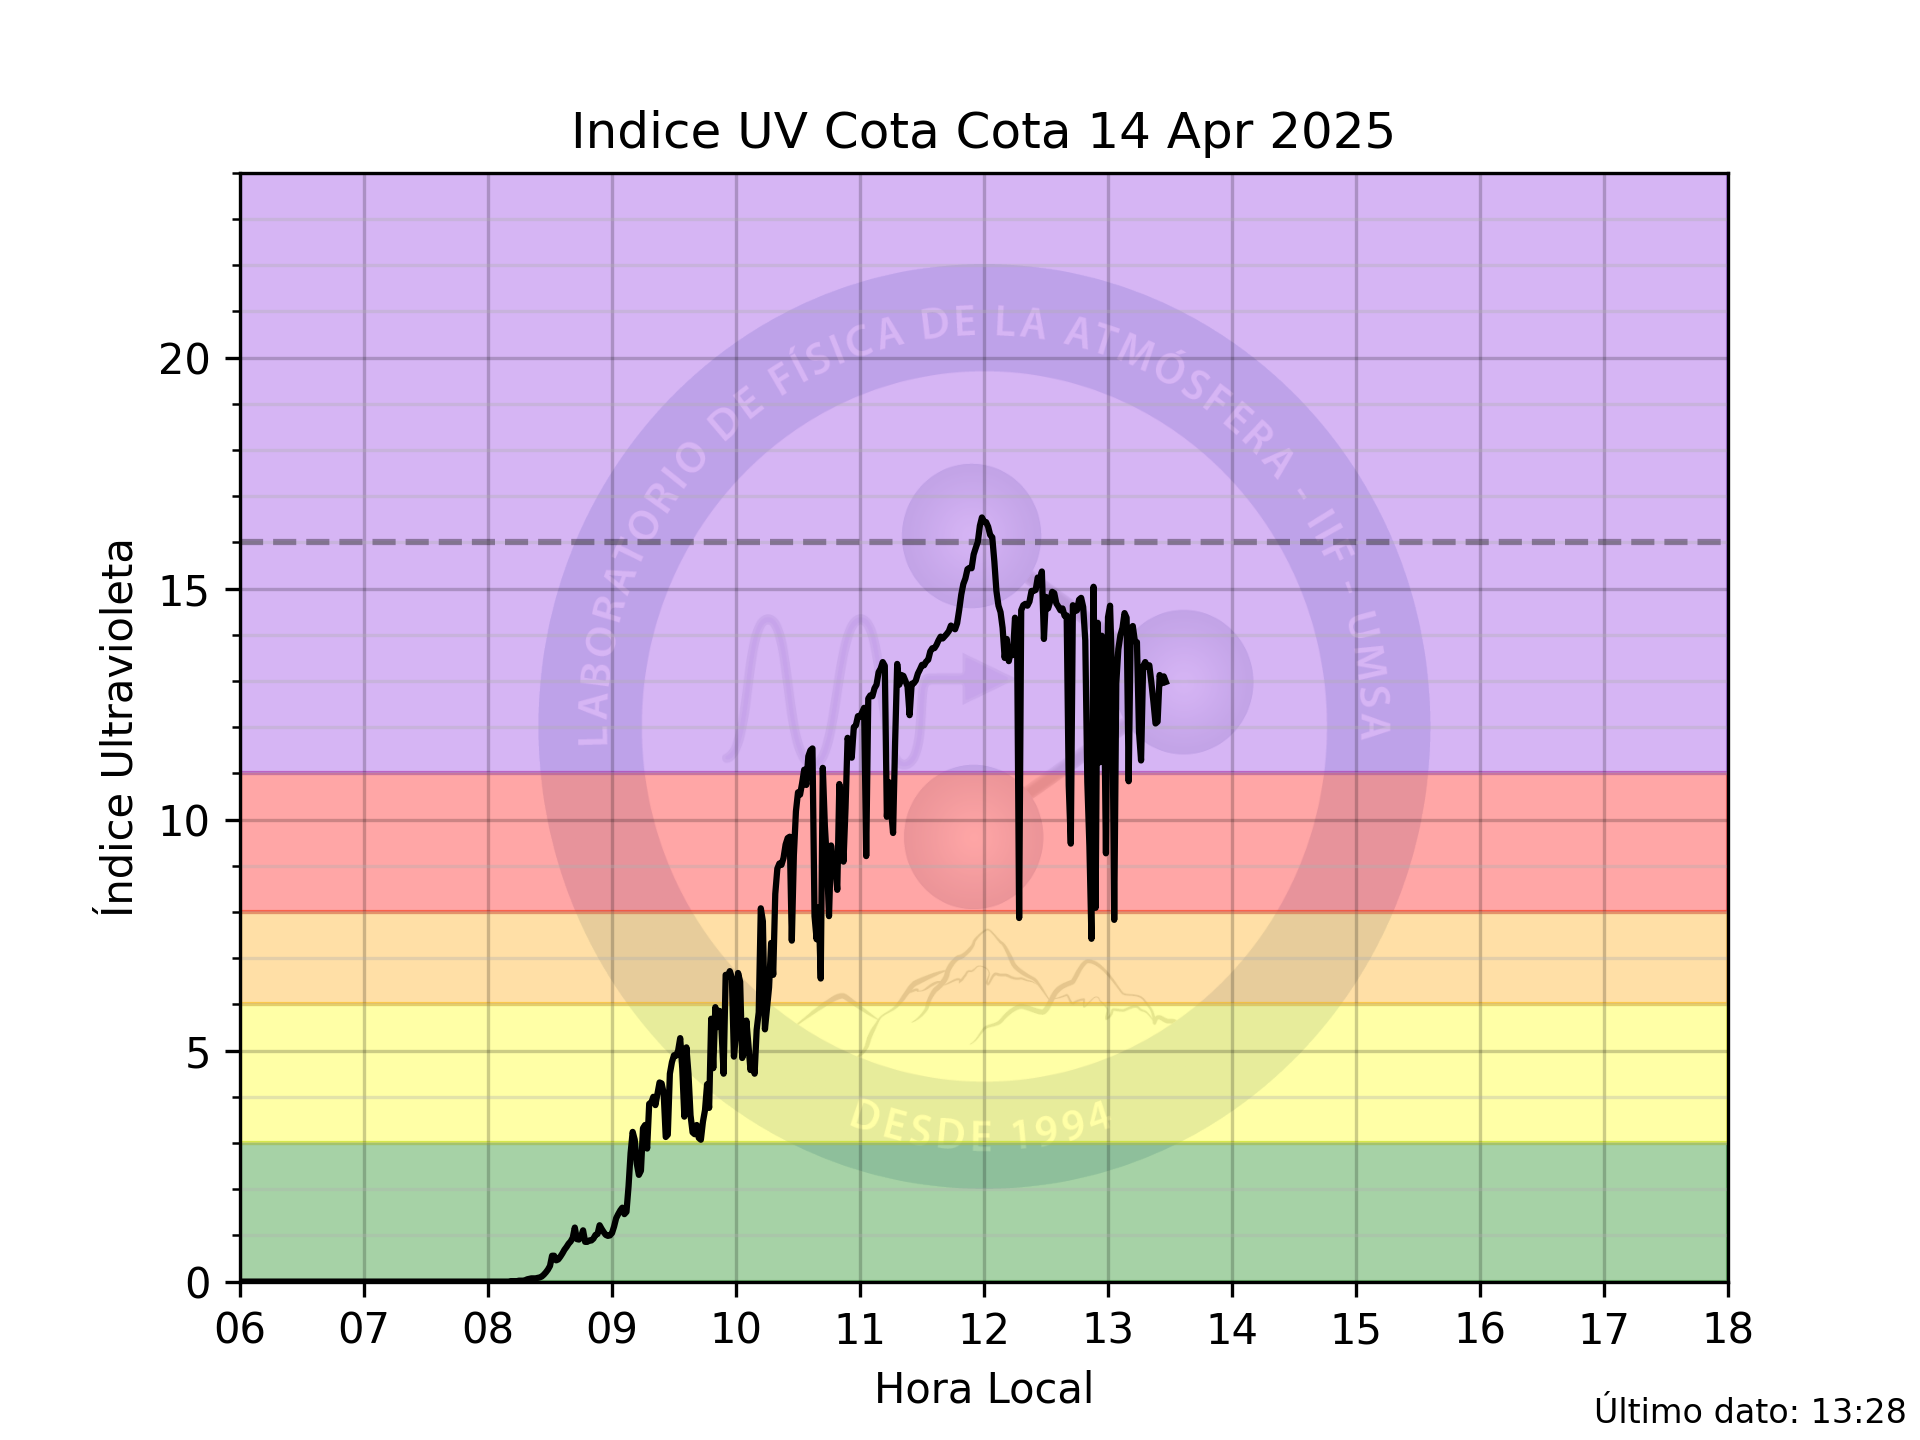 Indice UV Cota Cota 14 Apr 2025
LABORATORIO DE FÍSICA DE LA ATMÓSFERA - IIF - UMSA
DESDE 1994
Índice Ultravioleta
20
15
10
5
0
06 07 08 09 10 11 12 13 14 15 16 17 18
Hora Local
Último dato: 13:28